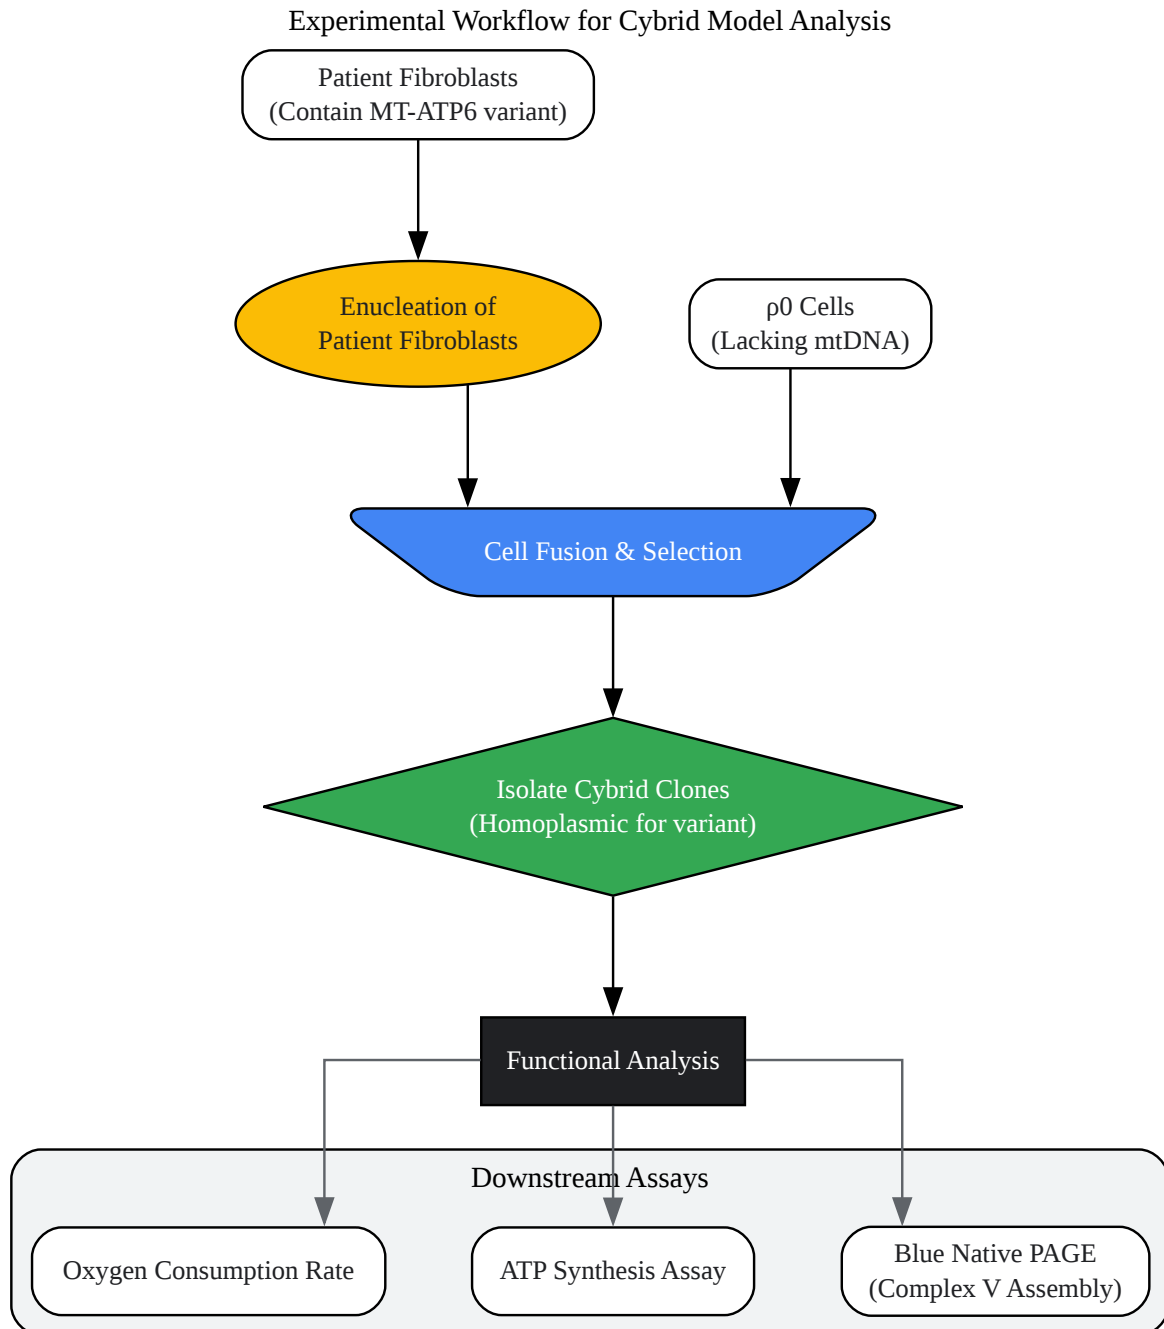 Experimental Workflow for Cybrid Model Analysis
Patient Fibroblasts
(Contain MT-ATP6 variant)
Enucleation of
Patient Fibroblasts
ρ0 Cells
(Lacking mtDNA)
Cell Fusion & Selection
Isolate Cybrid Clones
(Homoplasmic for variant)
Functional Analysis
Downstream Assays
Oxygen Consumption Rate
ATP Synthesis Assay
Blue Native PAGE
(Complex V Assembly)